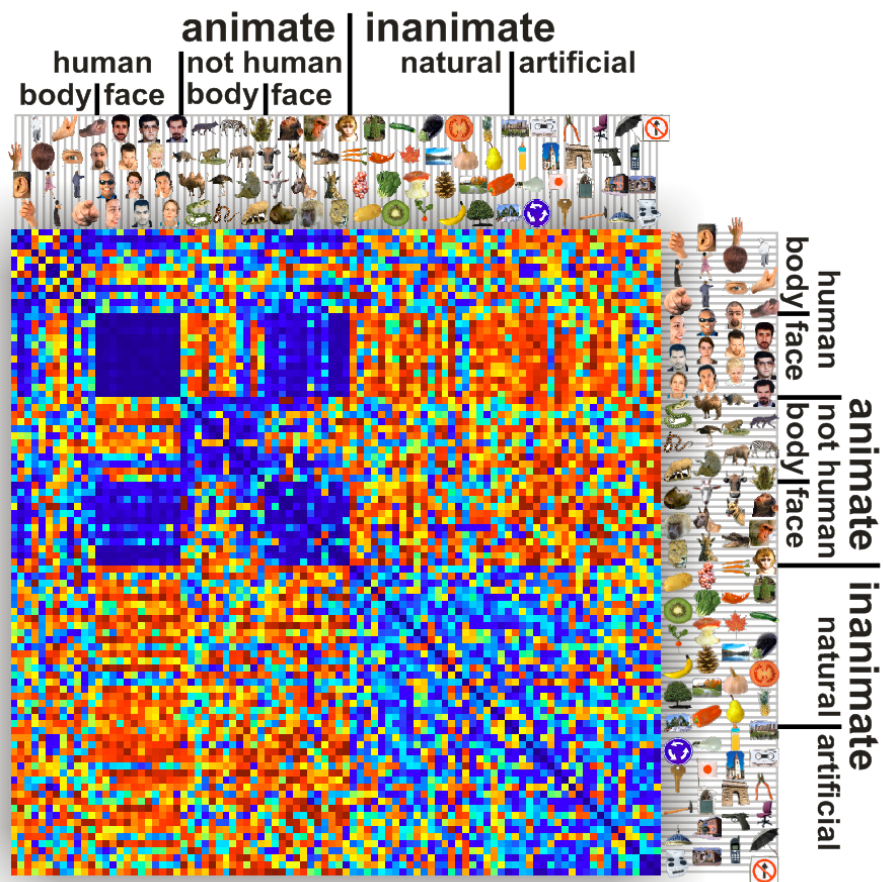 animate inanimate
human not human natural artificial
body face body face
human
body face
animate
not human
body face
inanimate
natural
artificial